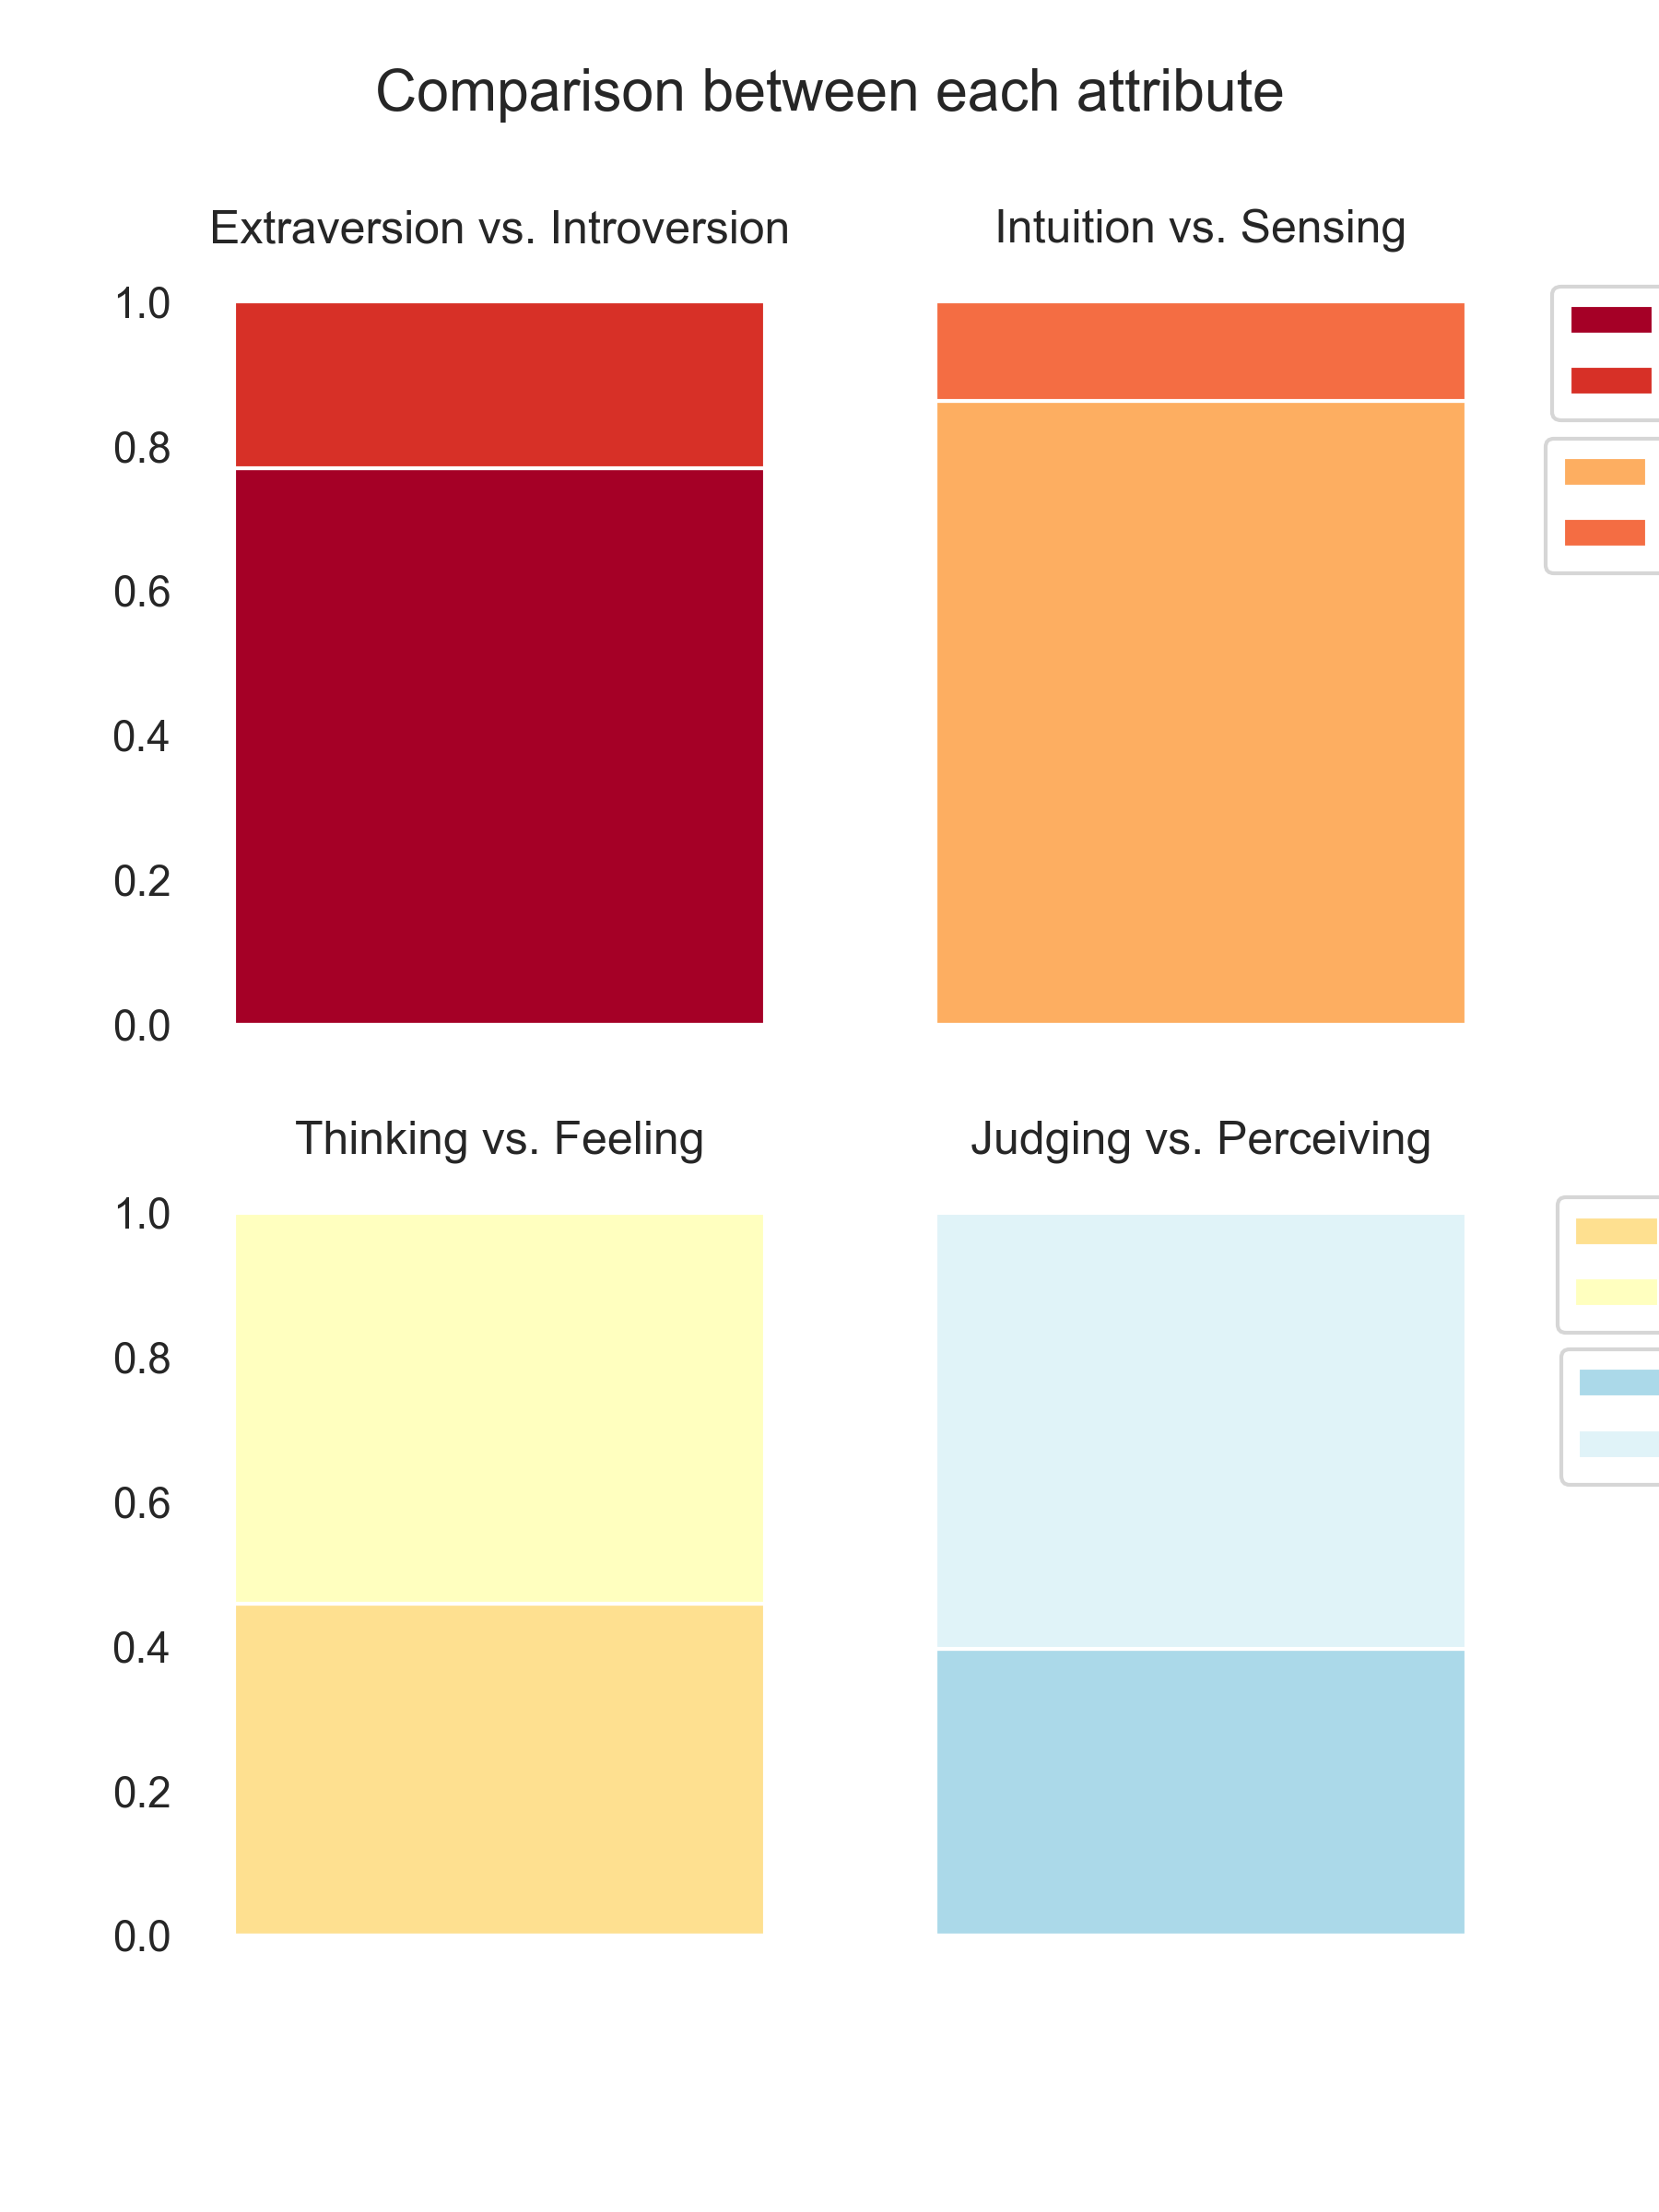 Comparison between each attribute
Extraversion vs. Introversion
Intuition vs. Sensing
1.0
0.8
0.6
0.4
0.2
0.0
Thinking vs. Feeling
Judging vs. Perceiving
1.0
0.8
0.6
0.4
0.2
0.0